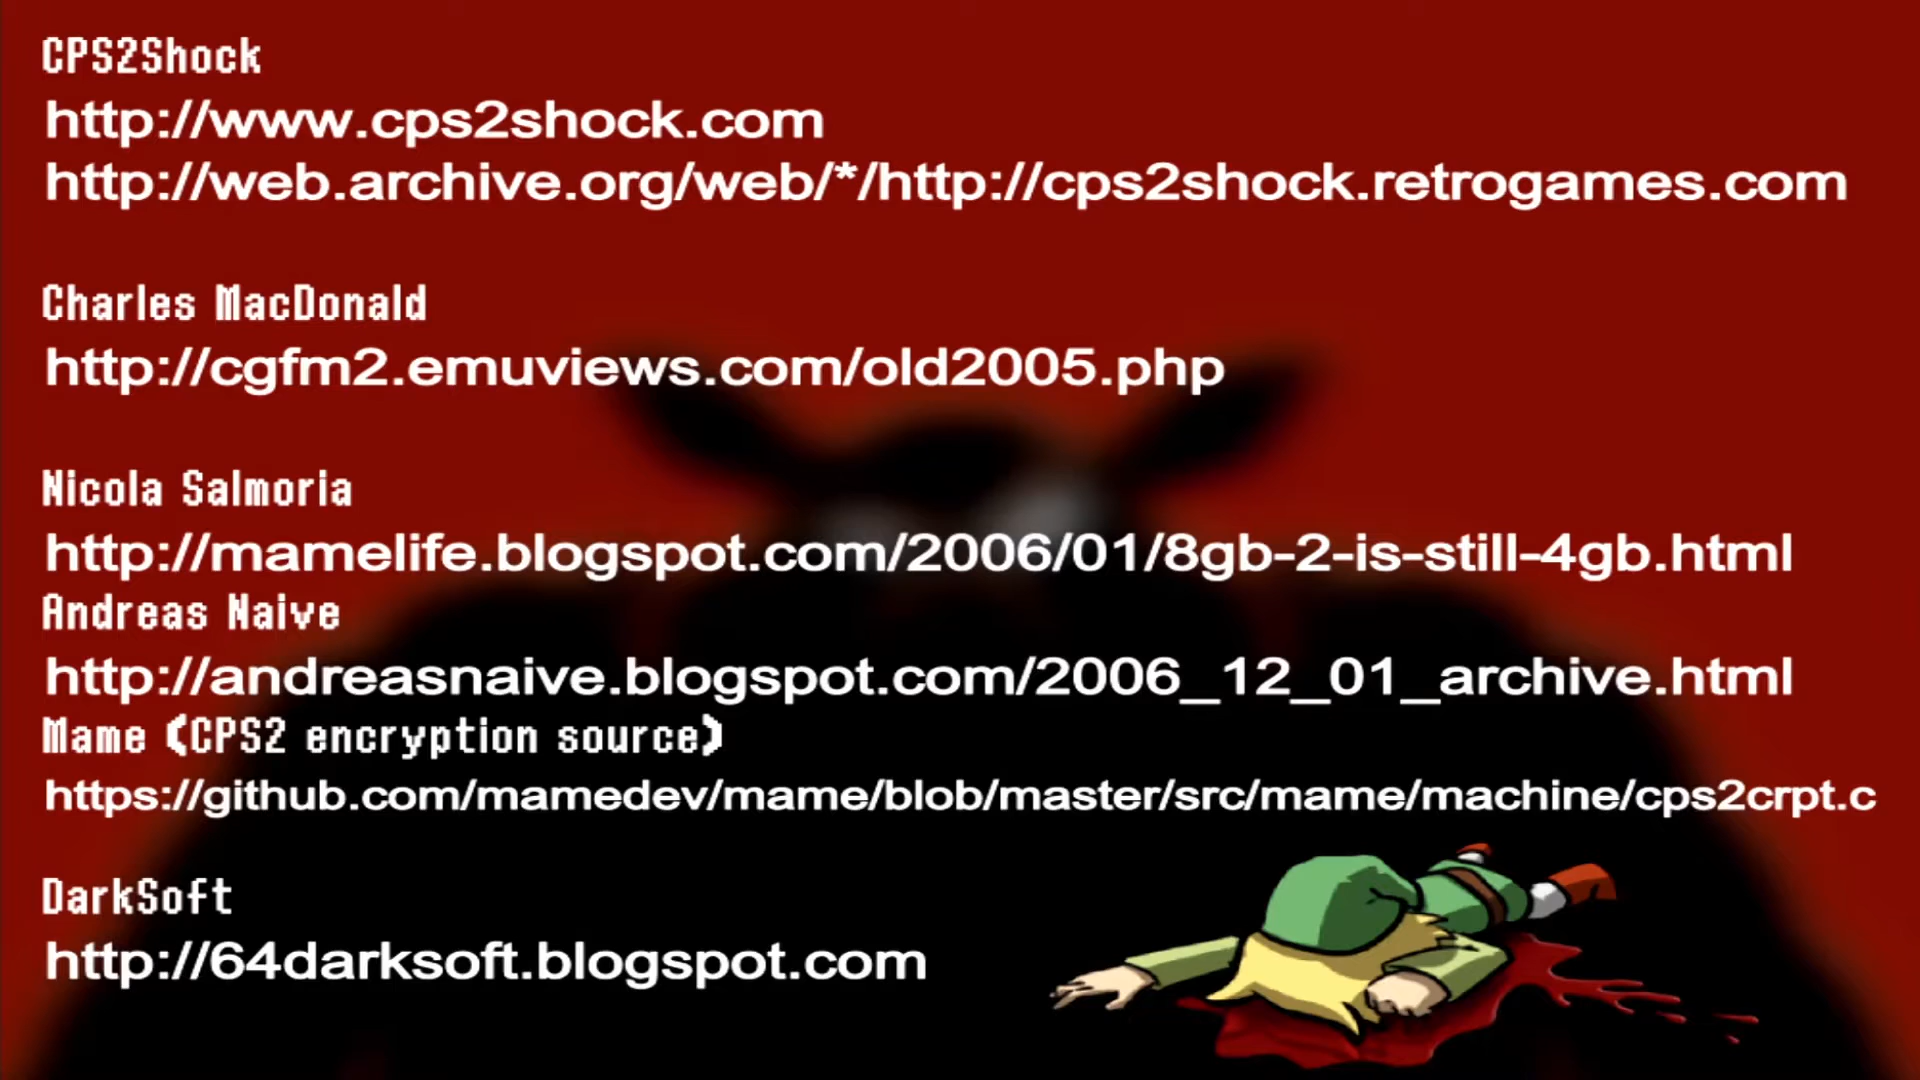 CPS2Shock
http://www.cps2shock.com
http://web.archive.org/web/*/http://cps2shock.retrogames.com
Charles MacDonald
http://cgfm2.emuviews.com/old2005.php
Nicola Salmoria
http://mamelife.blogspot.com/2006/01/8gb-2-is-still-4gb.html
Andreas Naive
http://andreasnaive.blogspot.com/2006_12_01_archive.html
Mame (CPS2 encryption source)
https://github.com/mamedev/mame/blob/master/src/mame/machine/cps2crpt.c
DarkSoft
http://64darksoft.blogspot.com